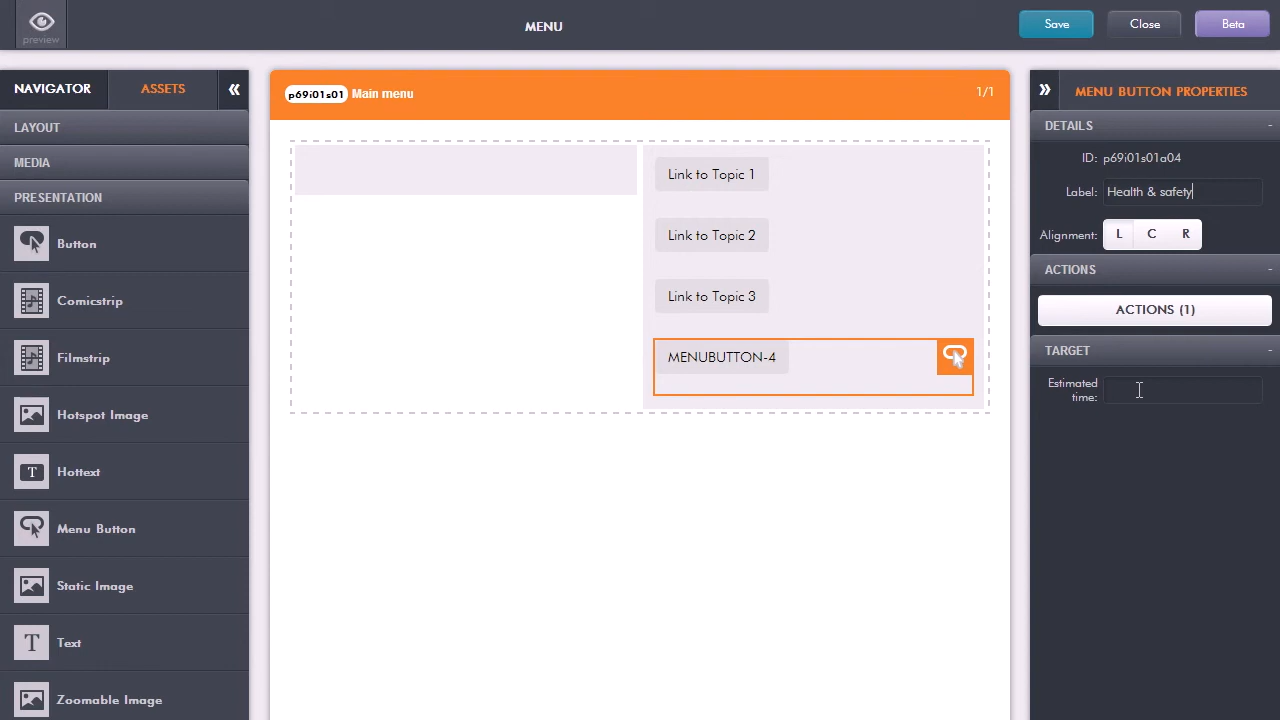 preview
MENU
Save
Close
Beta
NAVIGATOR
ASSETS
«
LAYOUT
MEDIA
PRESENTATION
Button
Comicstrip
Filmstrip
Hotspot Image
T
Hottext
Menu Button
Static Image
T
Text
Zoomable Image
p69i01s01
Main menu
1/1
Link to Topic 1
Link to Topic 2
Link to Topic 3
MENUBUTTON-4
»
MENU BUTTON PROPERTIES
DETAILS -
ID: p69i01s01a04
Label: Health & safety
Alignment: L C R
ACTIONS -
ACTIONS (1)
TARGET -
Estimated
time: